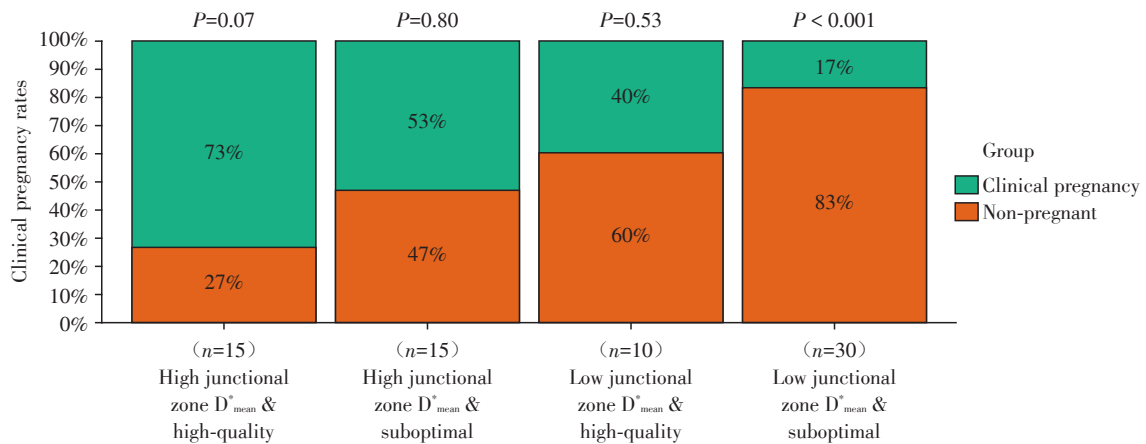 P=0.07 P=0.80 P=0.53 P < 0.001
Clinical pregnancy rates
100%
90%
80%
70%
60%
50%
40%
30%
20%
10%
0%
73%
27%
53%
47%
40%
60%
17%
83%
Group
Clinical pregnancy
Non-pregnant
（n=15）
High junctional
zone D*mean &
high-quality
（n=15）
High junctional
zone D*mean &
suboptimal
（n=10）
Low junctional
zone D*mean &
high-quality
（n=30）
Low junctional
zone D*mean &
suboptimal